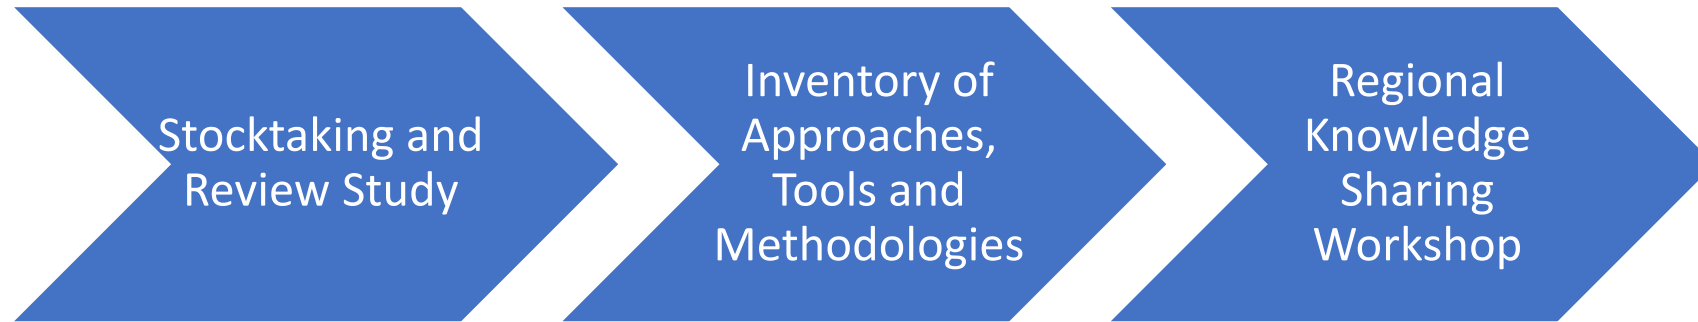 Stocktaking and
Review Study
Inventory of
Approaches,
Tools and
Methodologies
Regional
Knowledge
Sharing
Workshop